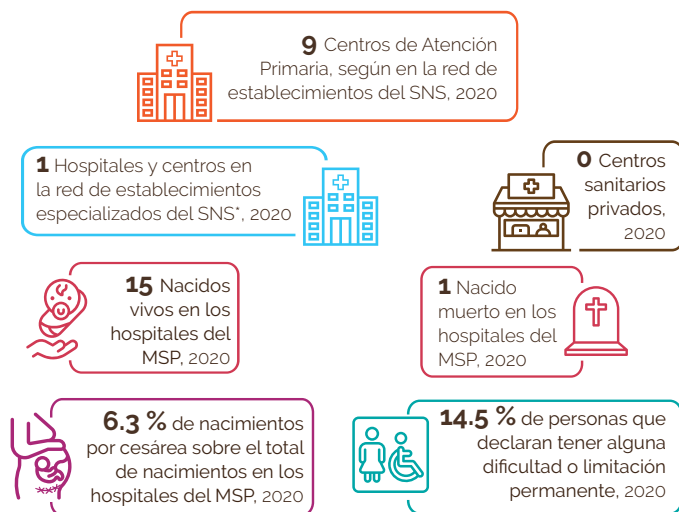 9 Centros de Atención
Primaria, según en la red de
establecimientos del SNS, 2020
1 Hospitales y centros en
la red de establecimientos
especializados del SNS*, 2020
0 Centros
sanitarios
privados,
2020
15 Nacidos
vivos en los
hospitales del
MSP, 2020
1 Nacido
muerto en los
hospitales del
MSP, 2020
6.3 % de nacimientos
por cesárea sobre el total
de nacimientos en los
hospitales del MSP, 2020
14.5 % de personas que
declaran tener alguna
dificultad o limitación
permanente, 2020